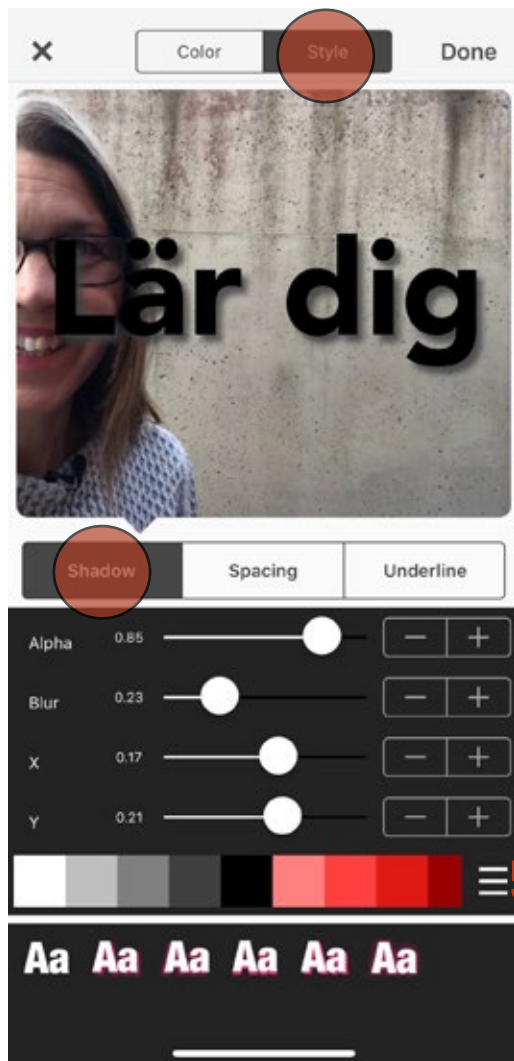 × Color Style Done
Lär dig
Shadow Spacing Underline
Alpha 0.85 − +
Blur 0.23 − +
X 0.17 − +
Y 0.21 − +
Aa Aa Aa Aa Aa Aa